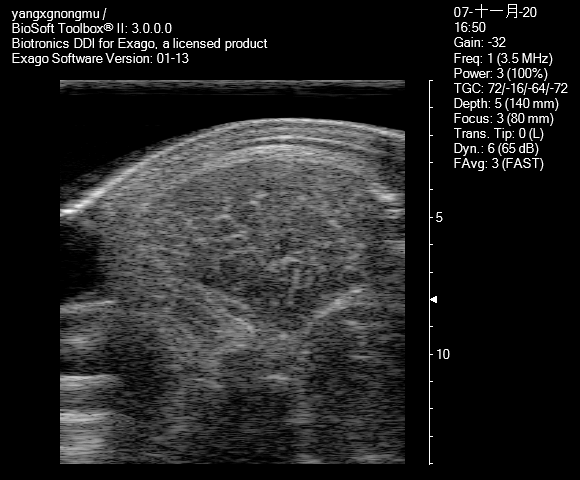 yangxgnongmu /
BioSoft Toolbox® II: 3.0.0.0
Biotronics DDI for Exago, a licensed product
Exago Software Version: 01-13
07-十一月-20
16:50
Gain: -32
Freq: 1 (3.5 MHz)
Power: 3 (100%)
TGC: 72/-16/-64/-72
Depth: 5 (140 mm)
Focus: 3 (80 mm)
Trans. Tip: 0 (L)
Dyn.: 6 (65 dB)
FAvg: 3 (FAST)
5
10